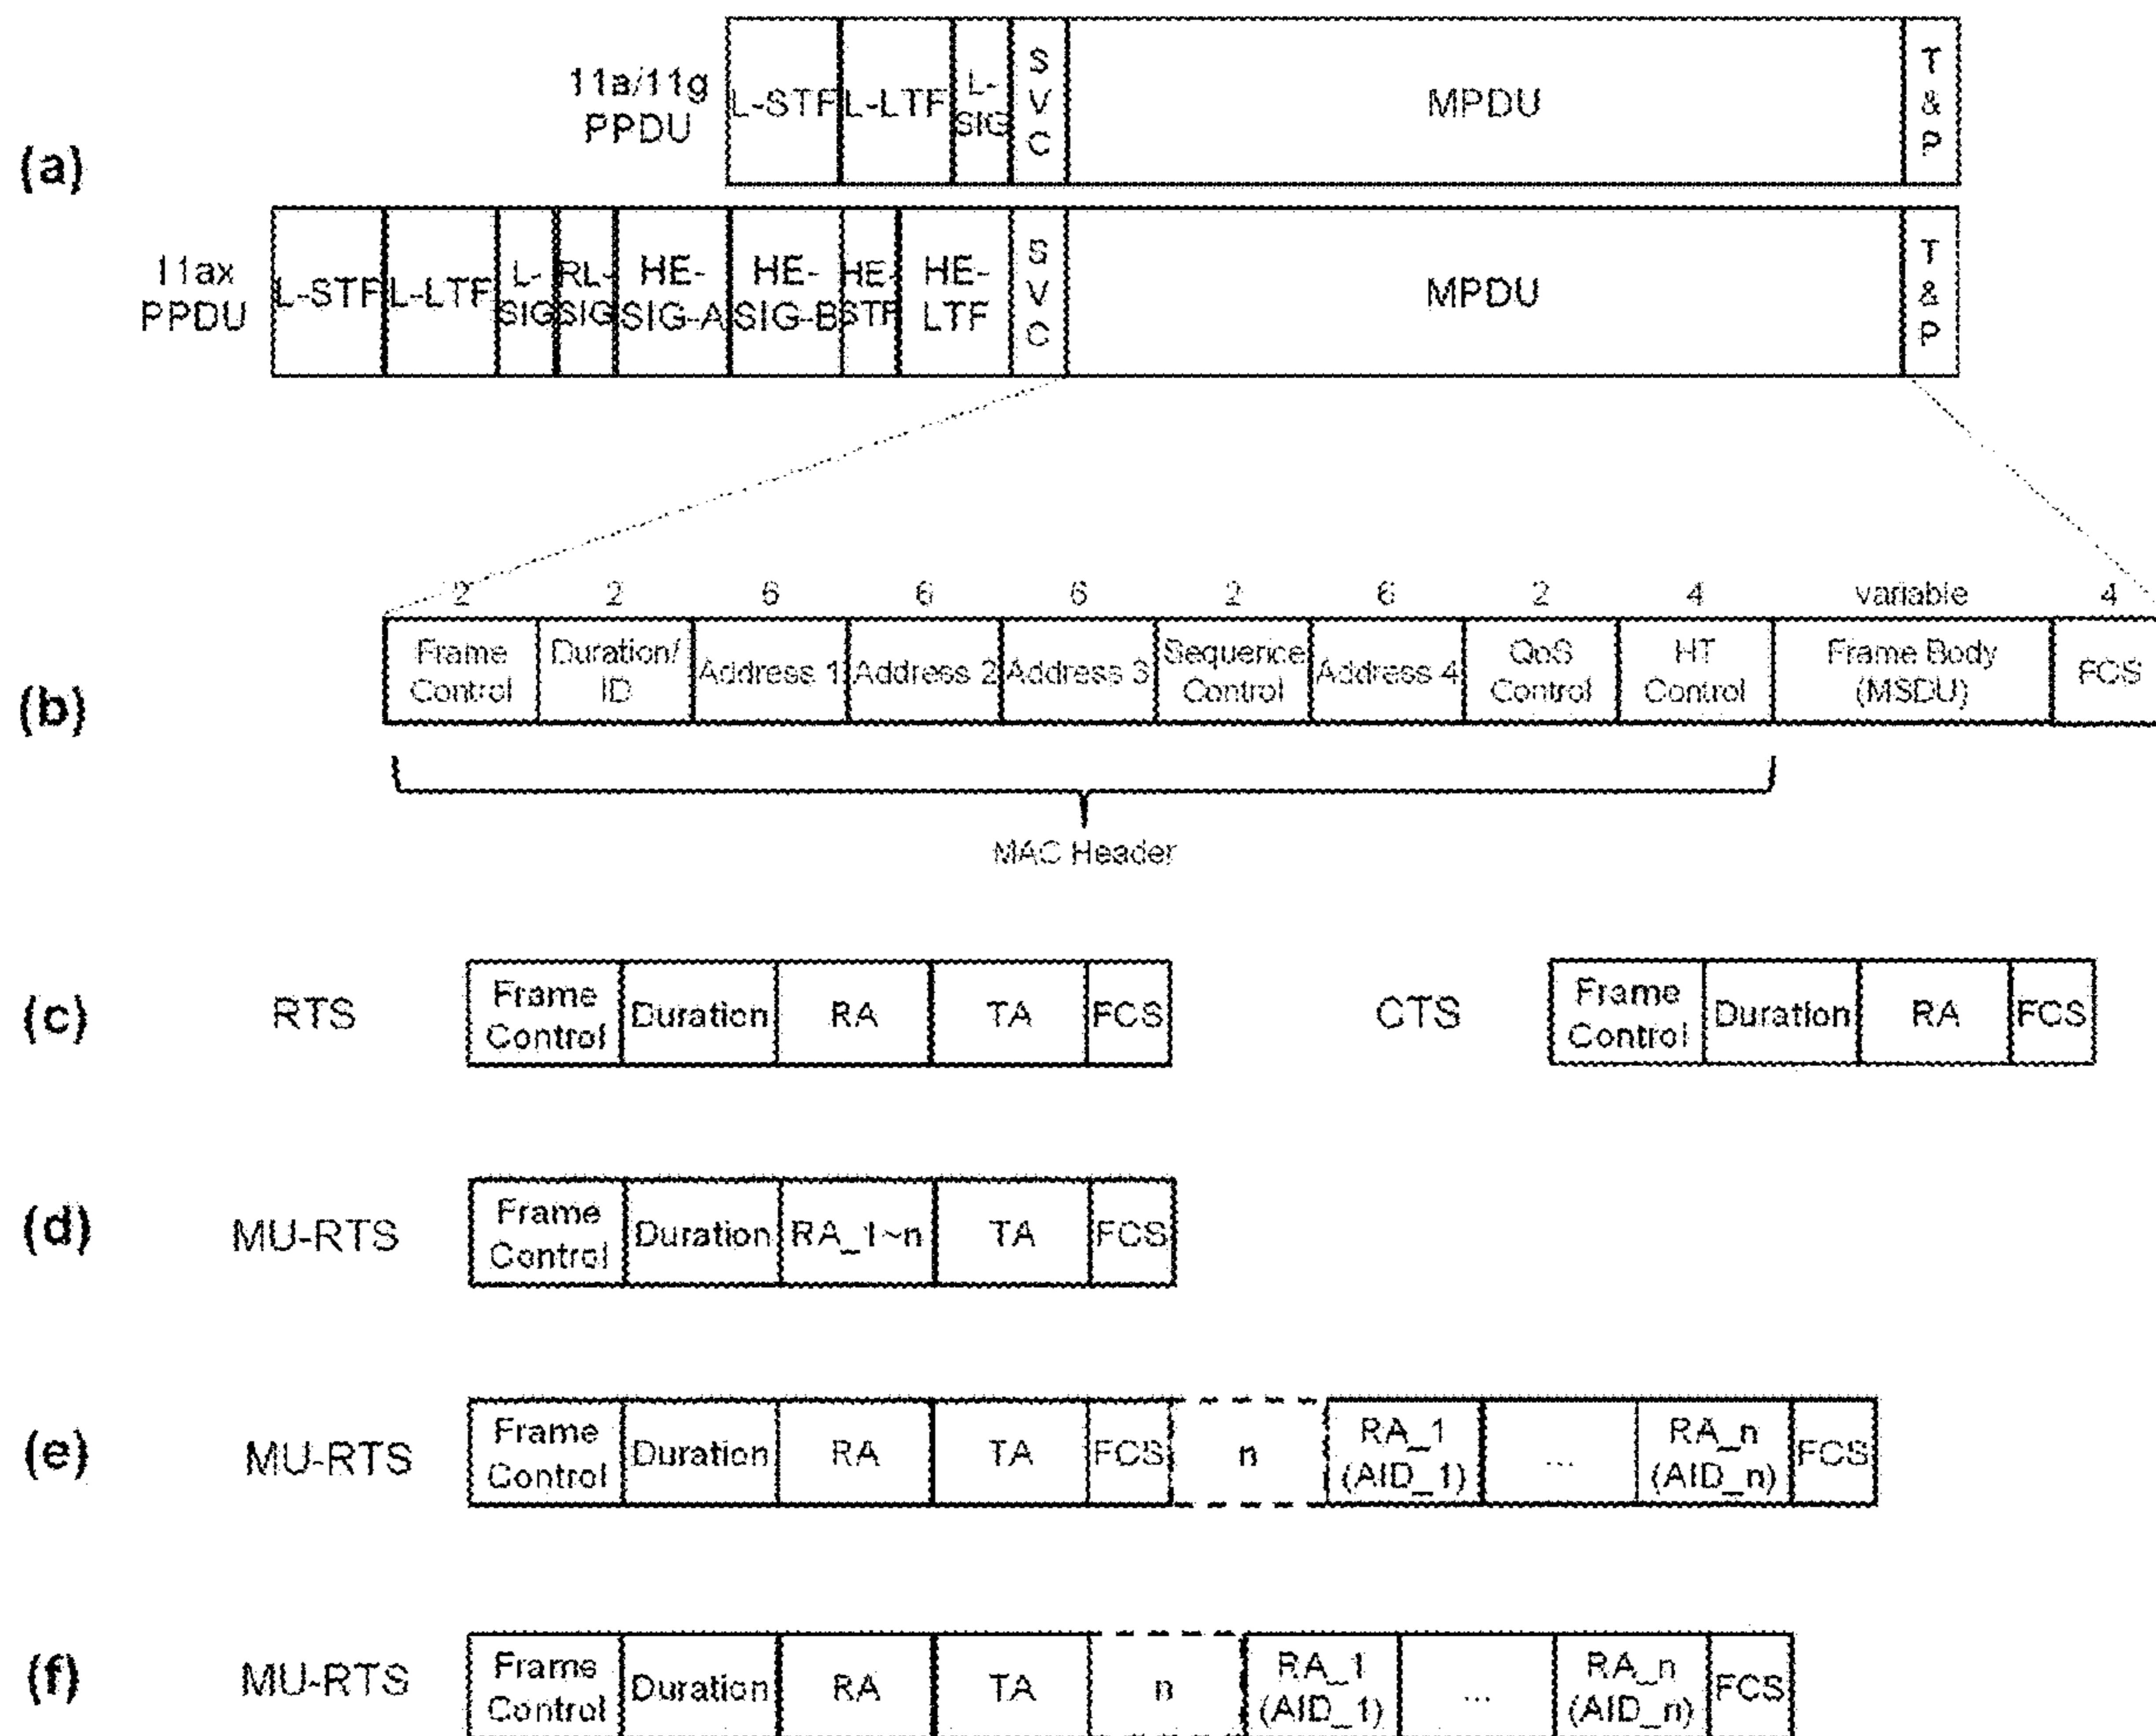 (a)
11a/11g
PPDU
L-STF
L-LTF
L-
SIG
S
V
C
MPDU
T
&
P
11ax
PPDU
L-STF
L-LTF
L-
SIG
RL-
SIG
HE-
SIG-A
HE-
SIG-B
HE-
STF
HE-
LTF
S
V
C
MPDU
T
&
P
(b)
2 2 6 6 6 2 6 2 4 variable 4
Frame
Control
Duration/
ID
Address 1
Address 2
Address 3
Sequence
Control
Address 4
QoS
Control
HT
Control
Frame Body
(MSDU)
FCS
MAC Header
(c)
RTS
Frame
Control
Duration
RA
TA
FCS
CTS
Frame
Control
Duration
RA
FCS
(d)
MU-RTS
Frame
Control
Duration
RA_1~n
TA
FCS
(e)
MU-RTS
Frame
Control
Duration
RA
TA
FCS
n
RA_1
(AID_1)
...
RA_n
(AID_n)
FCS
(f)
MU-RTS
Frame
Control
Duration
RA
TA
n
RA_1
(AID_1)
...
RA_n
(AID_n)
FCS